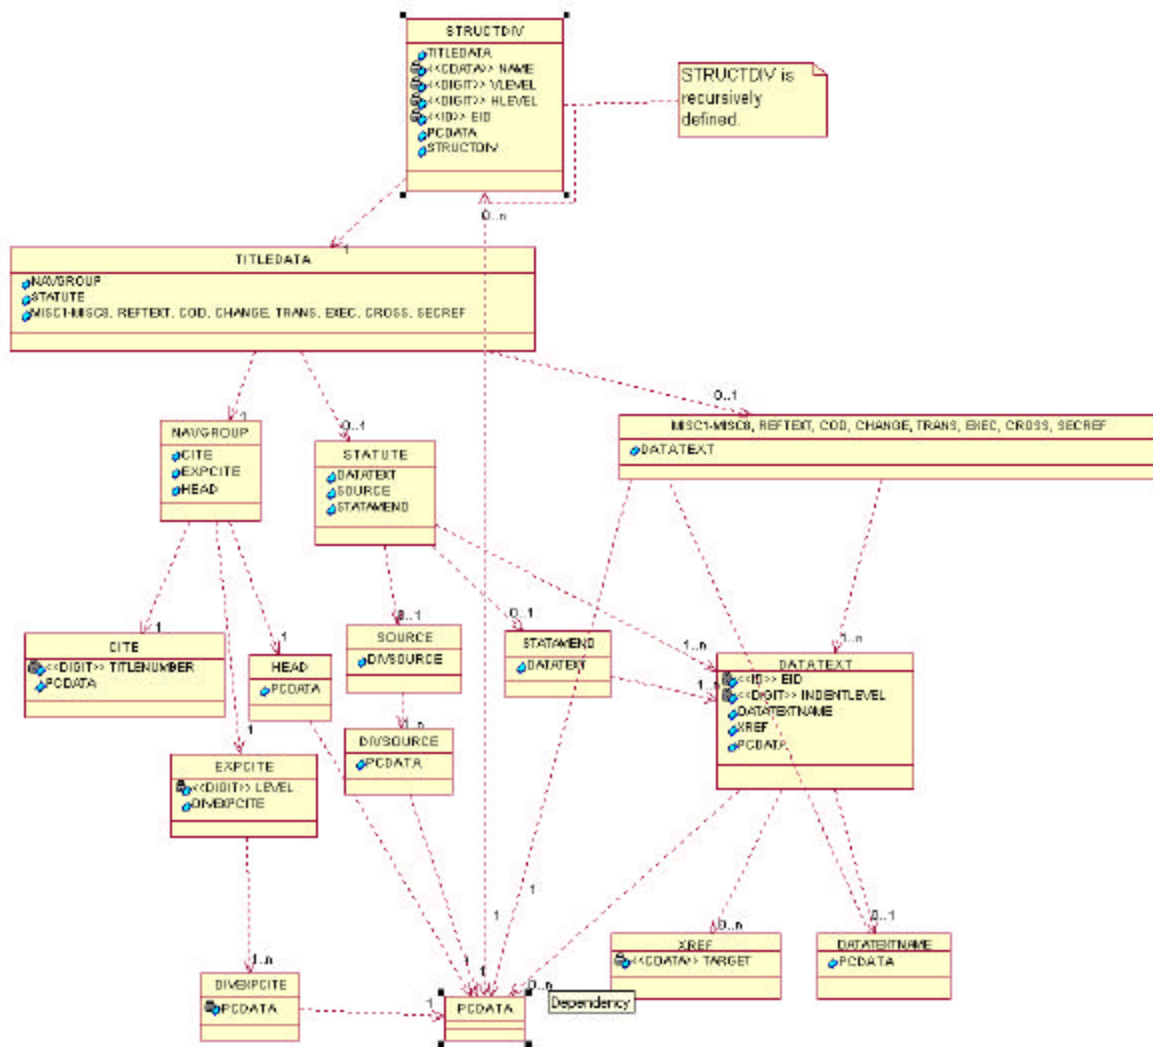 STRUCTDIV
TITLEDATA
<<CDATA>> NAME
<<DIGIT>> VLEVEL
<<DIGIT>> HLEVEL
<<ID>> EID
PCDATA
STRUCTDIV
STRUCTDIV is
recursively
defined.
0..n
1
TITLEDATA
NAVGROUP
STATUTE
MISC1-MISC8, REFTEXT, COD, CHANGE, TRANS, EXEC, CROSS, SECREF
1
0..1
0..1
NAVGROUP
CITE
EXPCITE
HEAD
STATUTE
DATATEXT
SOURCE
STATAMEND
MISC1-MISC8, REFTEXT, COD, CHANGE, TRANS, EXEC, CROSS, SECREF
DATATEXT
1
1
0..1
0..1
1..n
1..n
CITE
<<DIGIT>> TITLENUMBER
PCDATA
HEAD
PCDATA
SOURCE
DIVSOURCE
STATAMEND
DATATEXT
1..n
DATATEXT
<<ID>> EID
<<DIGIT>> INDENTLEVEL
DATATEXTNAME
XREF
PCDATA
1
1..n
EXPCITE
<<DIGIT>> LEVEL
DIVEXPCITE
DIVSOURCE
PCDATA
1
1
0..n
0..1
XREF
<<CDATA>> TARGET
DATATEXTNAME
PCDATA
1..n
1
1
DIVEXPCITE
PCDATA
1
PCDATA
0..n
Dependency